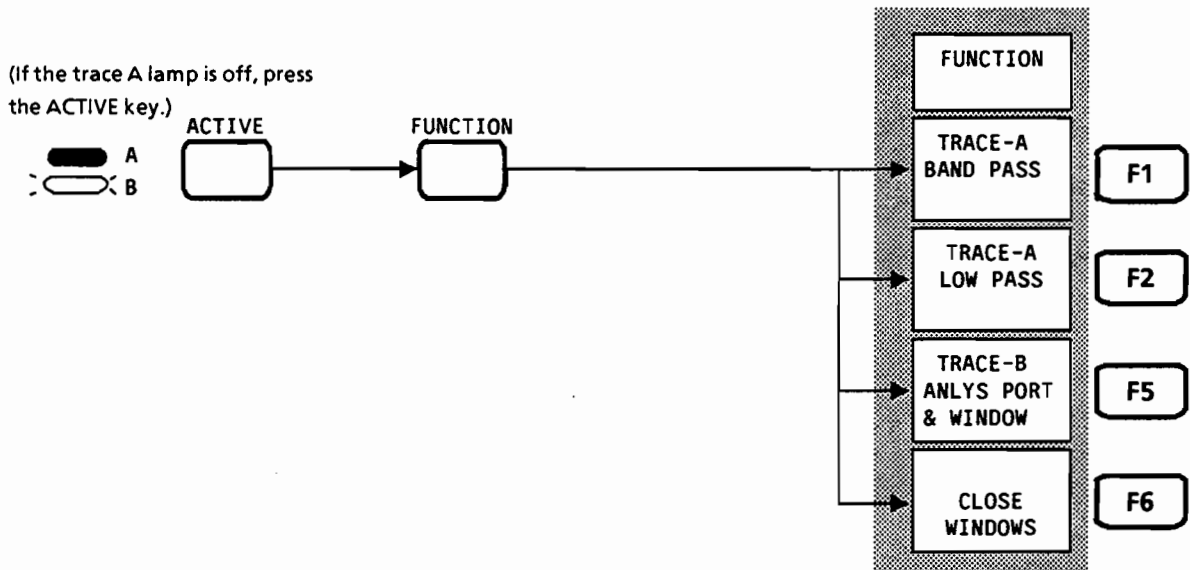 (If the trace A lamp is off, press
the ACTIVE key.)
A
B
ACTIVE
FUNCTION
FUNCTION
TRACE-A
BAND PASS
F1
TRACE-A
LOW PASS
F2
TRACE-B
ANLYS PORT
& WINDOW
F5
CLOSE
WINDOWS
F6